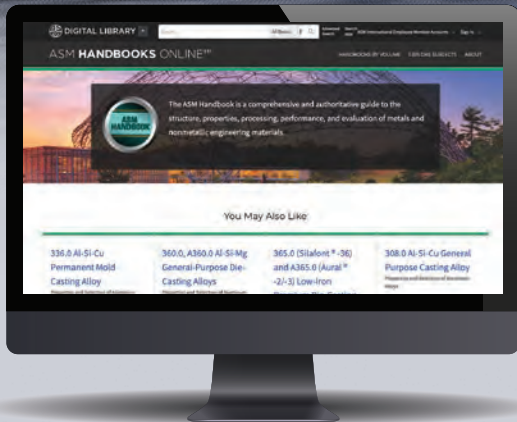 DIGITAL LIBRARY
All Books
Advanced Search
ASM International Employee Member Accounts
Sign In
ASM HANDBOOKS ONLINE™
HANDBOOKS BY VOLUME
EXPLORE SUBJECTS
ABOUT
ASM
HANDBOOK
The ASM Handbook is a comprehensive and authoritative guide to the
structure, properties, processing, performance, and evaluation of metals and
nonmetallic engineering materials.
You May Also Like
336.0 Al-Si-Cu
Permanent Mold
Casting Alloy
360.0, A360.0 Al-Si-Mg
General-Purpose Die-
Casting Alloys
365.0 (Silafont ® -36)
and A365.0 (Aural ®
-2/-3) Low-Iron
308.0 Al-Si-Cu General
Purpose Casting Alloy